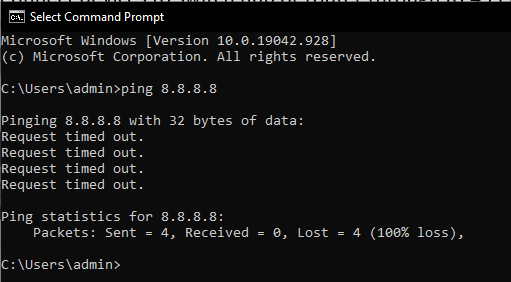 Select Command Prompt
Microsoft Windows [Version 10.0.19042.928]
(c) Microsoft Corporation. All rights reserved.
C:\Users\admin>ping 8.8.8.8
Pinging 8.8.8.8 with 32 bytes of data:
Request timed out.
Request timed out.
Request timed out.
Request timed out.
Ping statistics for 8.8.8.8:
    Packets: Sent = 4, Received = 0, Lost = 4 (100% loss),
C:\Users\admin>